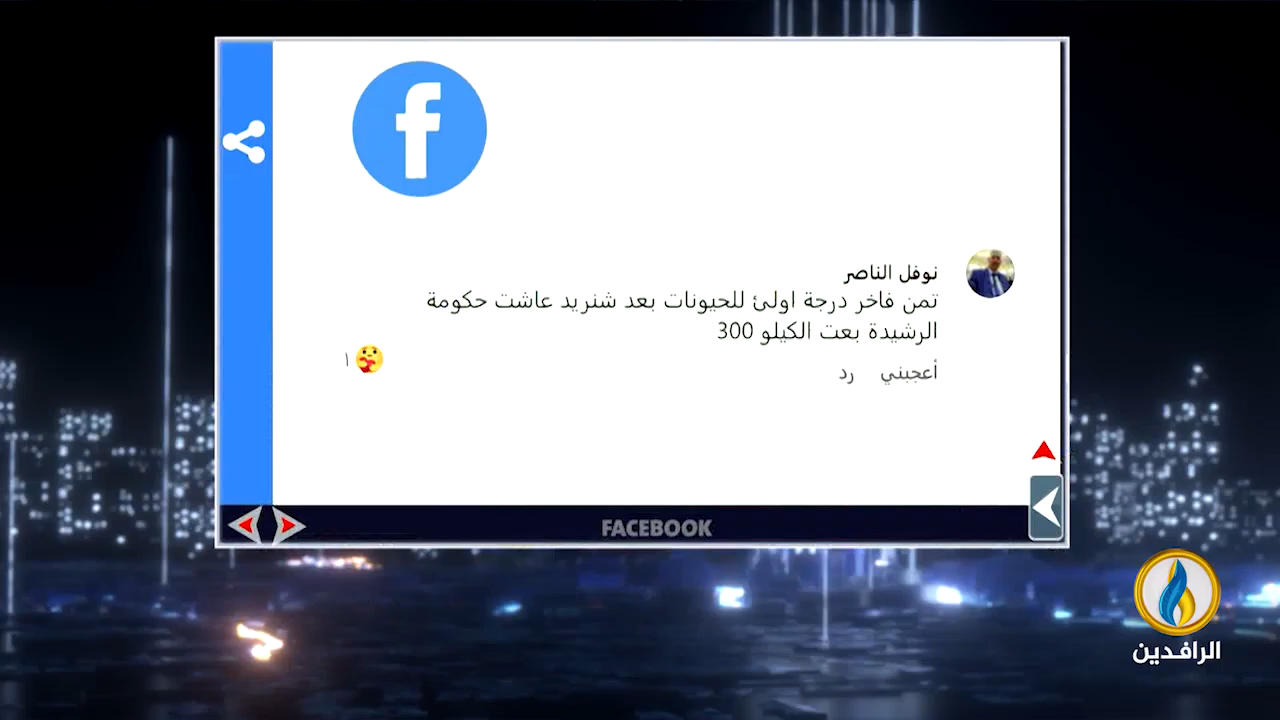 نوفل الناصر
تمن فاخر درجة اولئ للحيونات بعد شنريد عاشت حكومة
الرشيدة بعت الكيلو 300
١
أعجبني رد
FACEBOOK
الرافدين